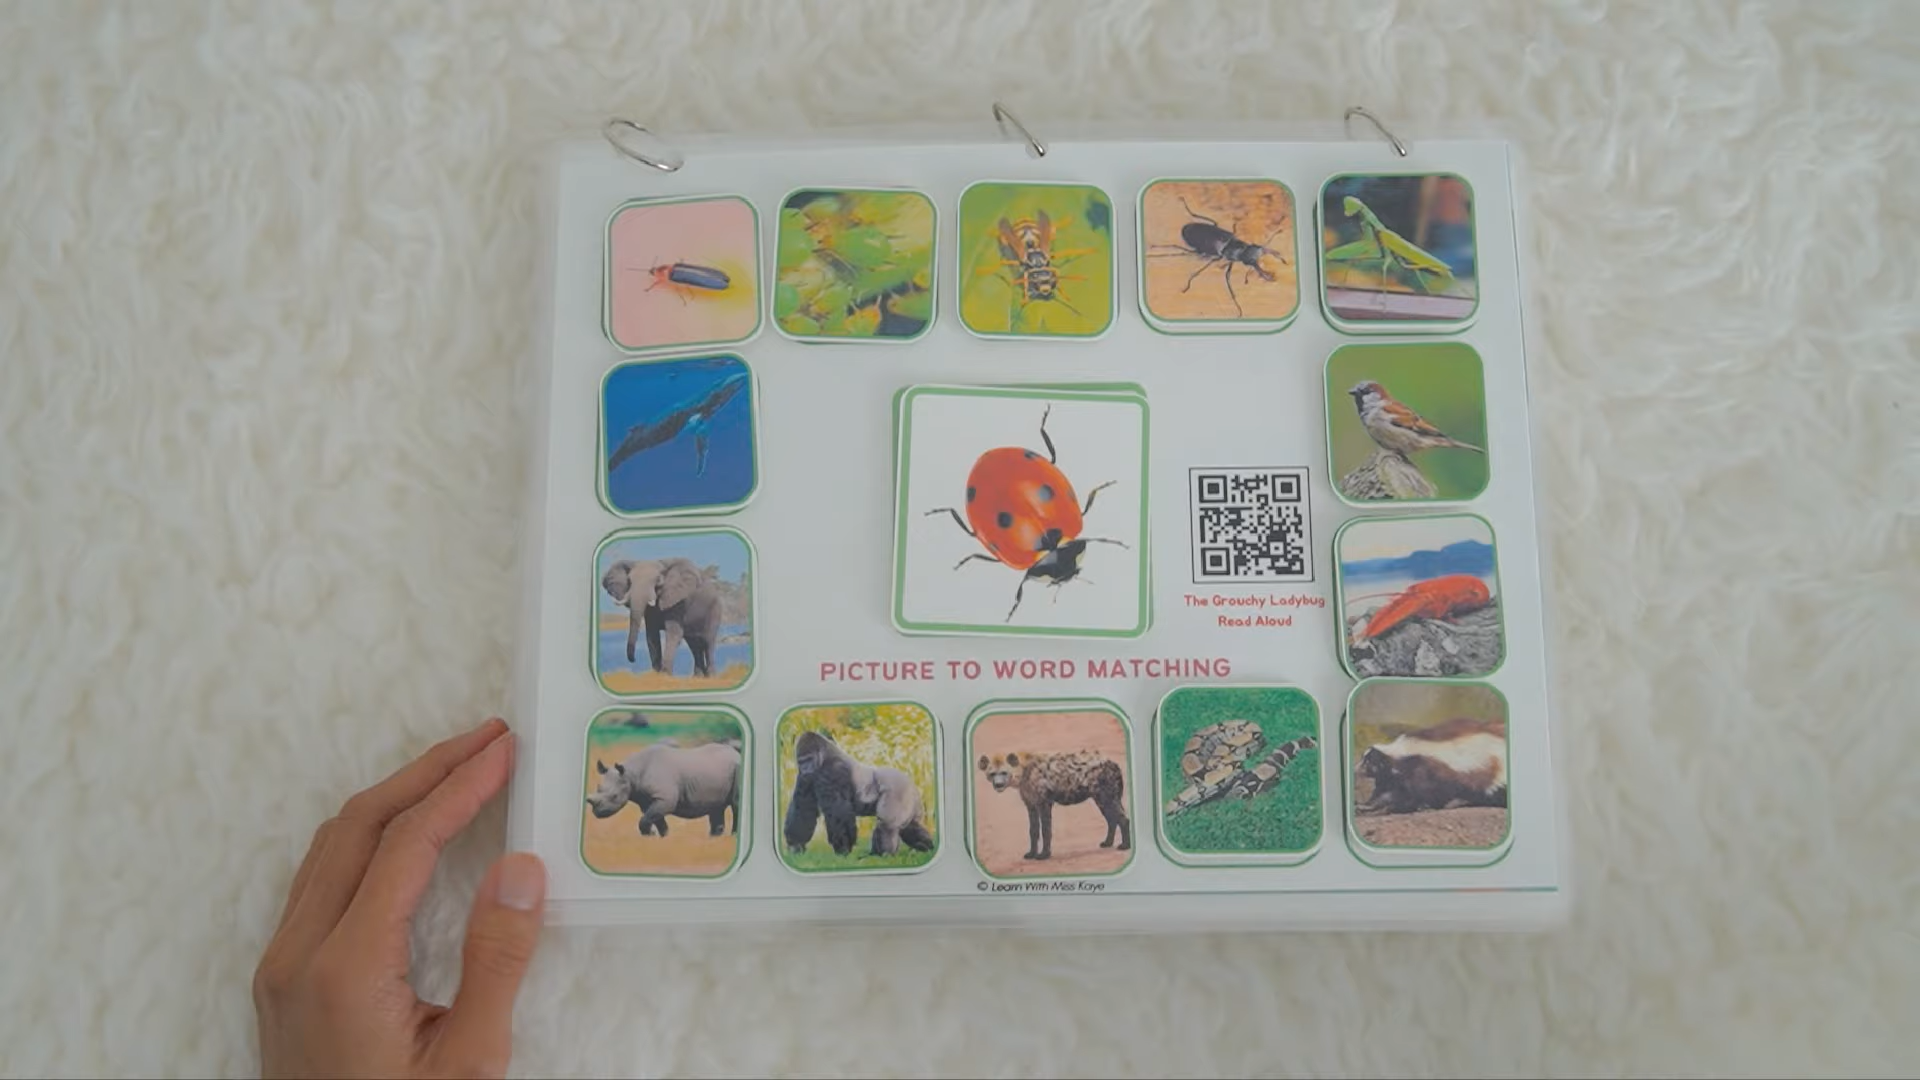 The Grouchy Ladybug
Read Aloud
PICTURE TO WORD MATCHING
© Learn With Miss Kaye